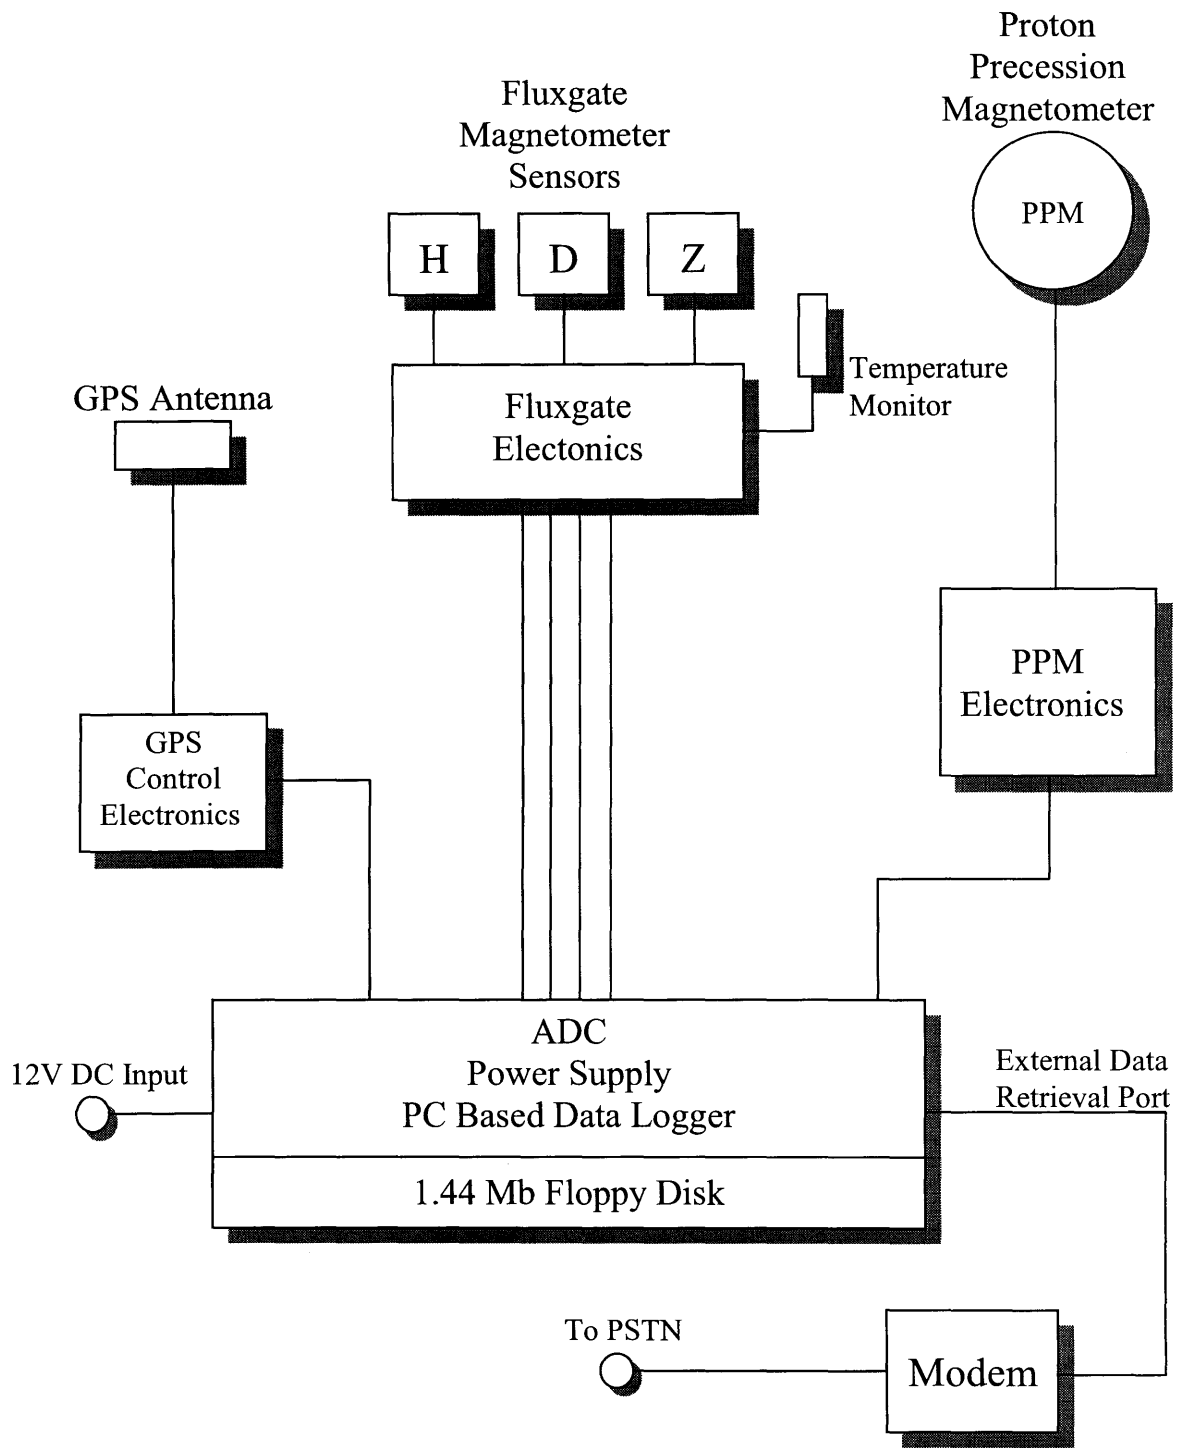 Proton
Precession
Magnetometer
PPM
Fluxgate
Magnetometer
Sensors
H
D
Z
Temperature
Monitor
Fluxgate
Electonics
GPS Antenna
PPM
Electronics
GPS
Control
Electronics
ADC
Power Supply
PC Based Data Logger
1.44 Mb Floppy Disk
12V DC Input
External Data
Retrieval Port
To PSTN
Modem